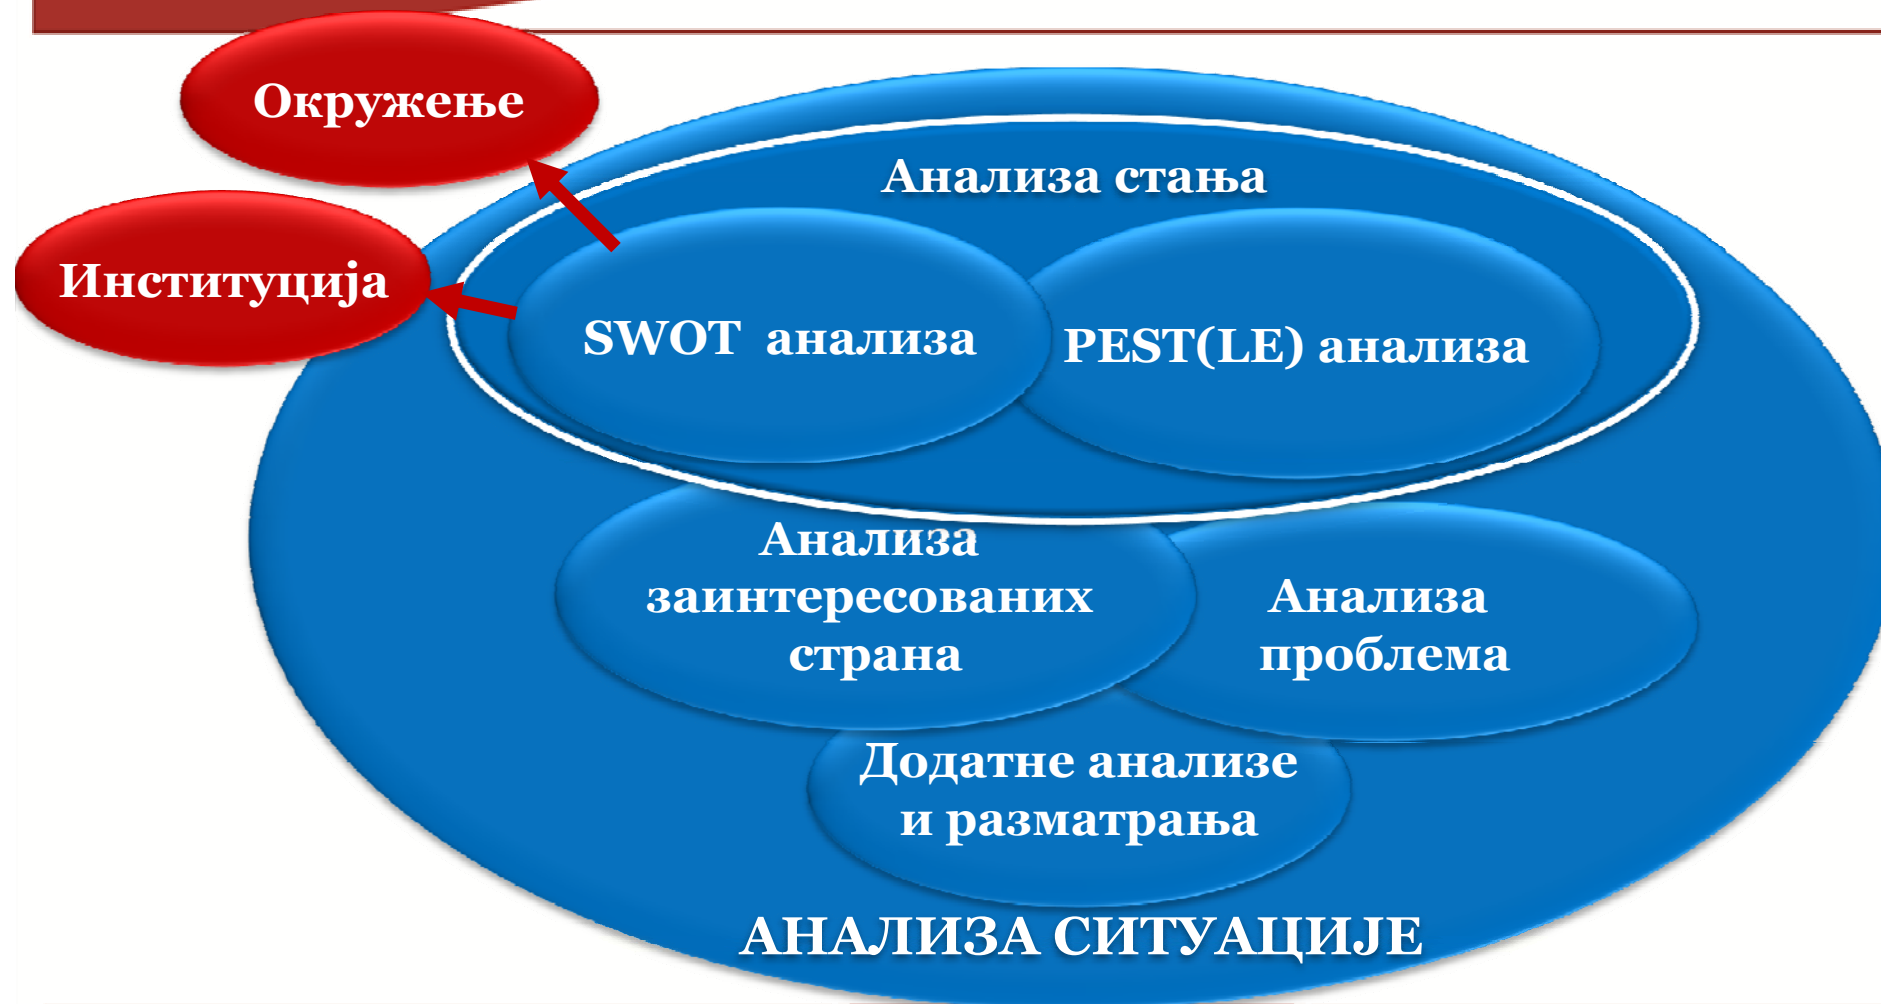 Окружење
Институција
Анализа стања
SWOT  анализа
PEST(LE) анализа
Анализа
заинтересованих
страна
Анализа
проблема
Додатне анализе
и разматрања
АНАЛИЗА СИТУАЦИЈЕ